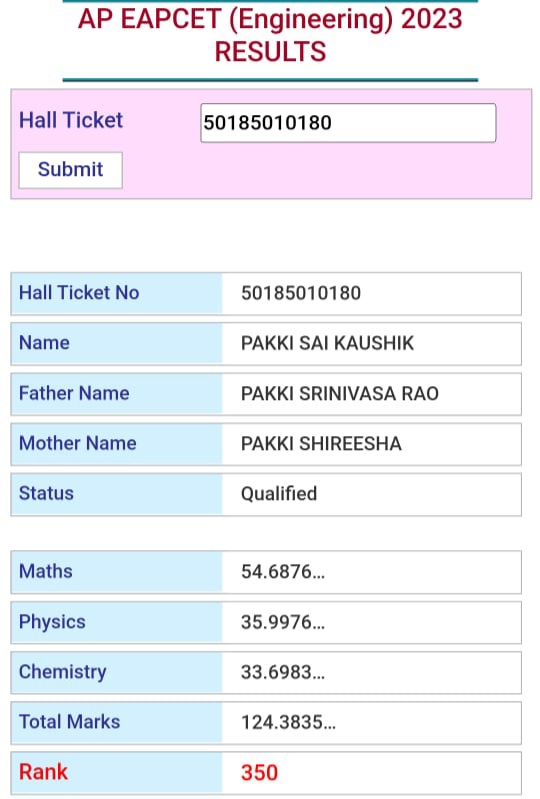 AP EAPCET (Engineering) 2023
RESULTS
Hall Ticket 50185010180
Submit
Hall Ticket No 50185010180
Name PAKKI SAI KAUSHIK
Father Name PAKKI SRINIVASA RAO
Mother Name PAKKI SHIREESHA
Status Qualified
Maths 54.6876...
Physics 35.9976...
Chemistry 33.6983...
Total Marks 124.3835...
Rank 350